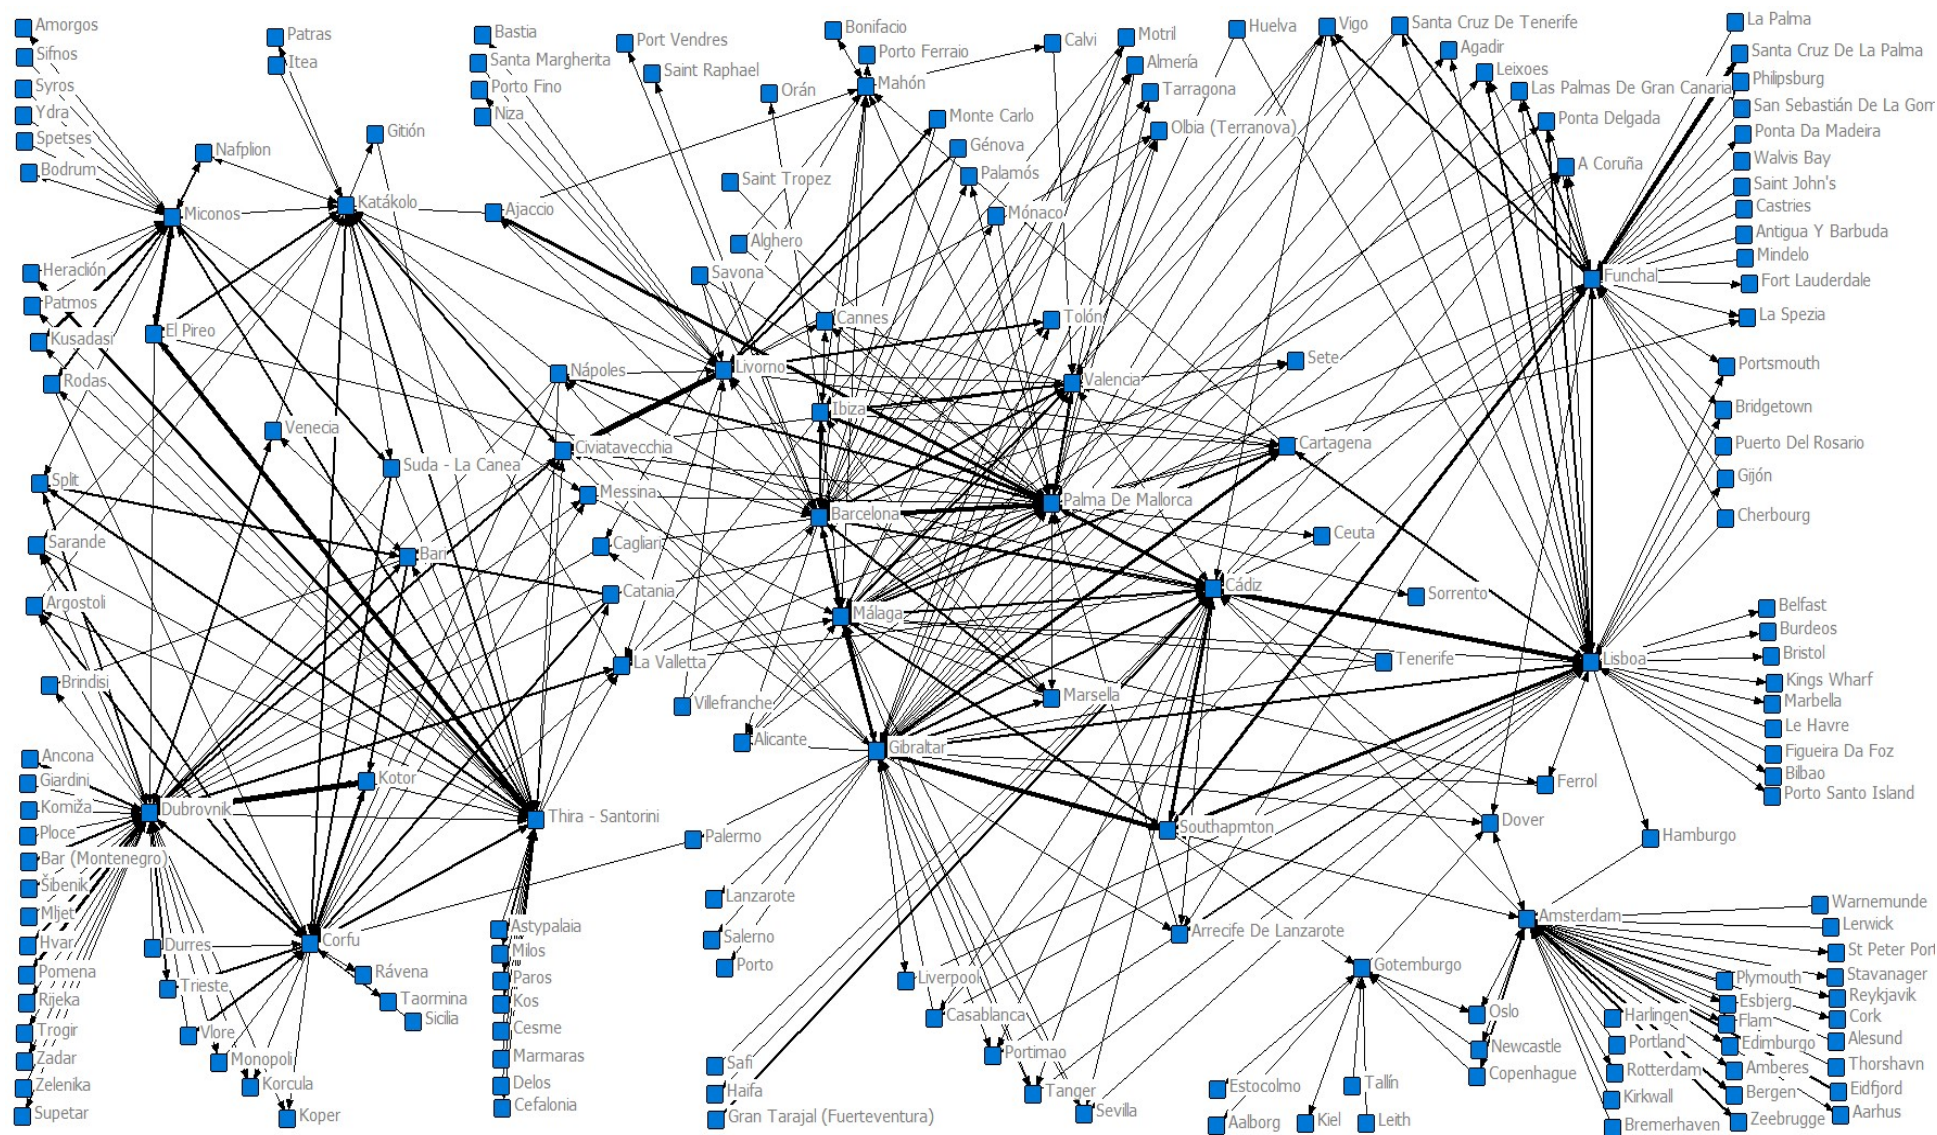 Amorgos
Sifnos
Syros
Ydra
Spetses
Bodrum
Patras
Itea
Gitión
Nafplion
Miconos
Katákolo
Bastia
Santa Margherita
Porto Fino
Niza
Port Vendres
Saint Raphael
Orán
Bonifacio
Porto Ferraio
Mahón
Calvi
Monte Carlo
Génova
Palamós
Mónaco
Motril
Almería
Tarragona
Olbia (Terranova)
Huelva
Vigo
Santa Cruz De Tenerife
Agadir
Leixoes
Las Palmas De Gran Canaria
Ponta Delgada
A Coruña
La Palma
Santa Cruz De La Palma
Philipsburg
San Sebastián De La Gom
Ponta Da Madeira
Walvis Bay
Saint John's
Castries
Antigua Y Barbuda
Mindelo
Fort Lauderdale
La Spezia
Funchal
Ajaccio
Saint Tropez
Alghero
Savona
Heraclión
Patmos
Kusadasi
Rodas
El Pireo
Venecia
Suda - La Canea
Split
Sarande
Argostoli
Brindisi
Bari
Nápoles
Civiatavecchia
Messina
Cagliari
Catania
La Valletta
Villefranche
Alicante
Livorno
Cannes
Ibiza
Barcelona
Málaga
Tolón
Valencia
Palma De Mallorca
Marsella
Gibraltar
Sete
Cartagena
Ceuta
Sorrento
Cádiz
Tenerife
Lisboa
Portsmouth
Bridgetown
Puerto Del Rosario
Gijón
Cherbourg
Belfast
Burdeos
Bristol
Kings Wharf
Marbella
Le Havre
Figueira Da Foz
Bilbao
Porto Santo Island
Ferrol
Dover
Hamburgo
Southapmton
Ancona
Giardini
Komiža
Ploce
Bar (Montenegro)
Šibenik
Mljet
Hvar
Pomena
Rijeka
Trogir
Zadar
Zelenika
Supetar
Dubrovnik
Kotor
Thira - Santorini
Corfu
Durres
Trieste
Vlore
Monopoli
Korcula
Koper
Rávena
Taormina
Sicilia
Astypalaia
Milos
Paros
Kos
Cesme
Marmaras
Delos
Cefalonia
Palermo
Lanzarote
Salerno
Porto
Safi
Haifa
Gran Tarajal (Fuerteventura)
Liverpool
Casablanca
Portimao
Tanger
Sevilla
Arrecife De Lanzarote
Gotemburgo
Oslo
Newcastle
Copenhague
Estocolmo
Aalborg
Kiel
Tallín
Leith
Amsterdam
Harlingen
Portland
Rotterdam
Kirkwall
Bremerhaven
Plymouth
Esbjerg
Flam
Edimburgo
Amberes
Bergen
Zeebrugge
Warnemunde
Lerwick
St Peter Port
Stavanager
Reykjavik
Cork
Alesund
Thorshavn
Eidfjord
Aarhus